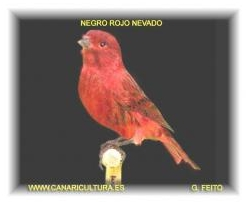 NEGRO ROJO NEVADO
WWW.CANARICULTURA.ES G. FEITO